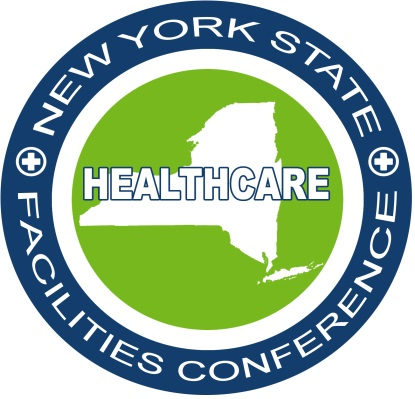 NEW YORK STATE
HEALTHCARE
FACILITIES CONFERENCE